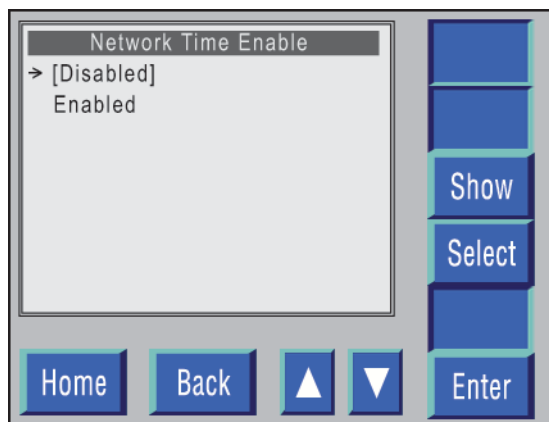 Network Time Enable
→ [Disabled]
Enabled
Show
Select
Home
Back
Enter